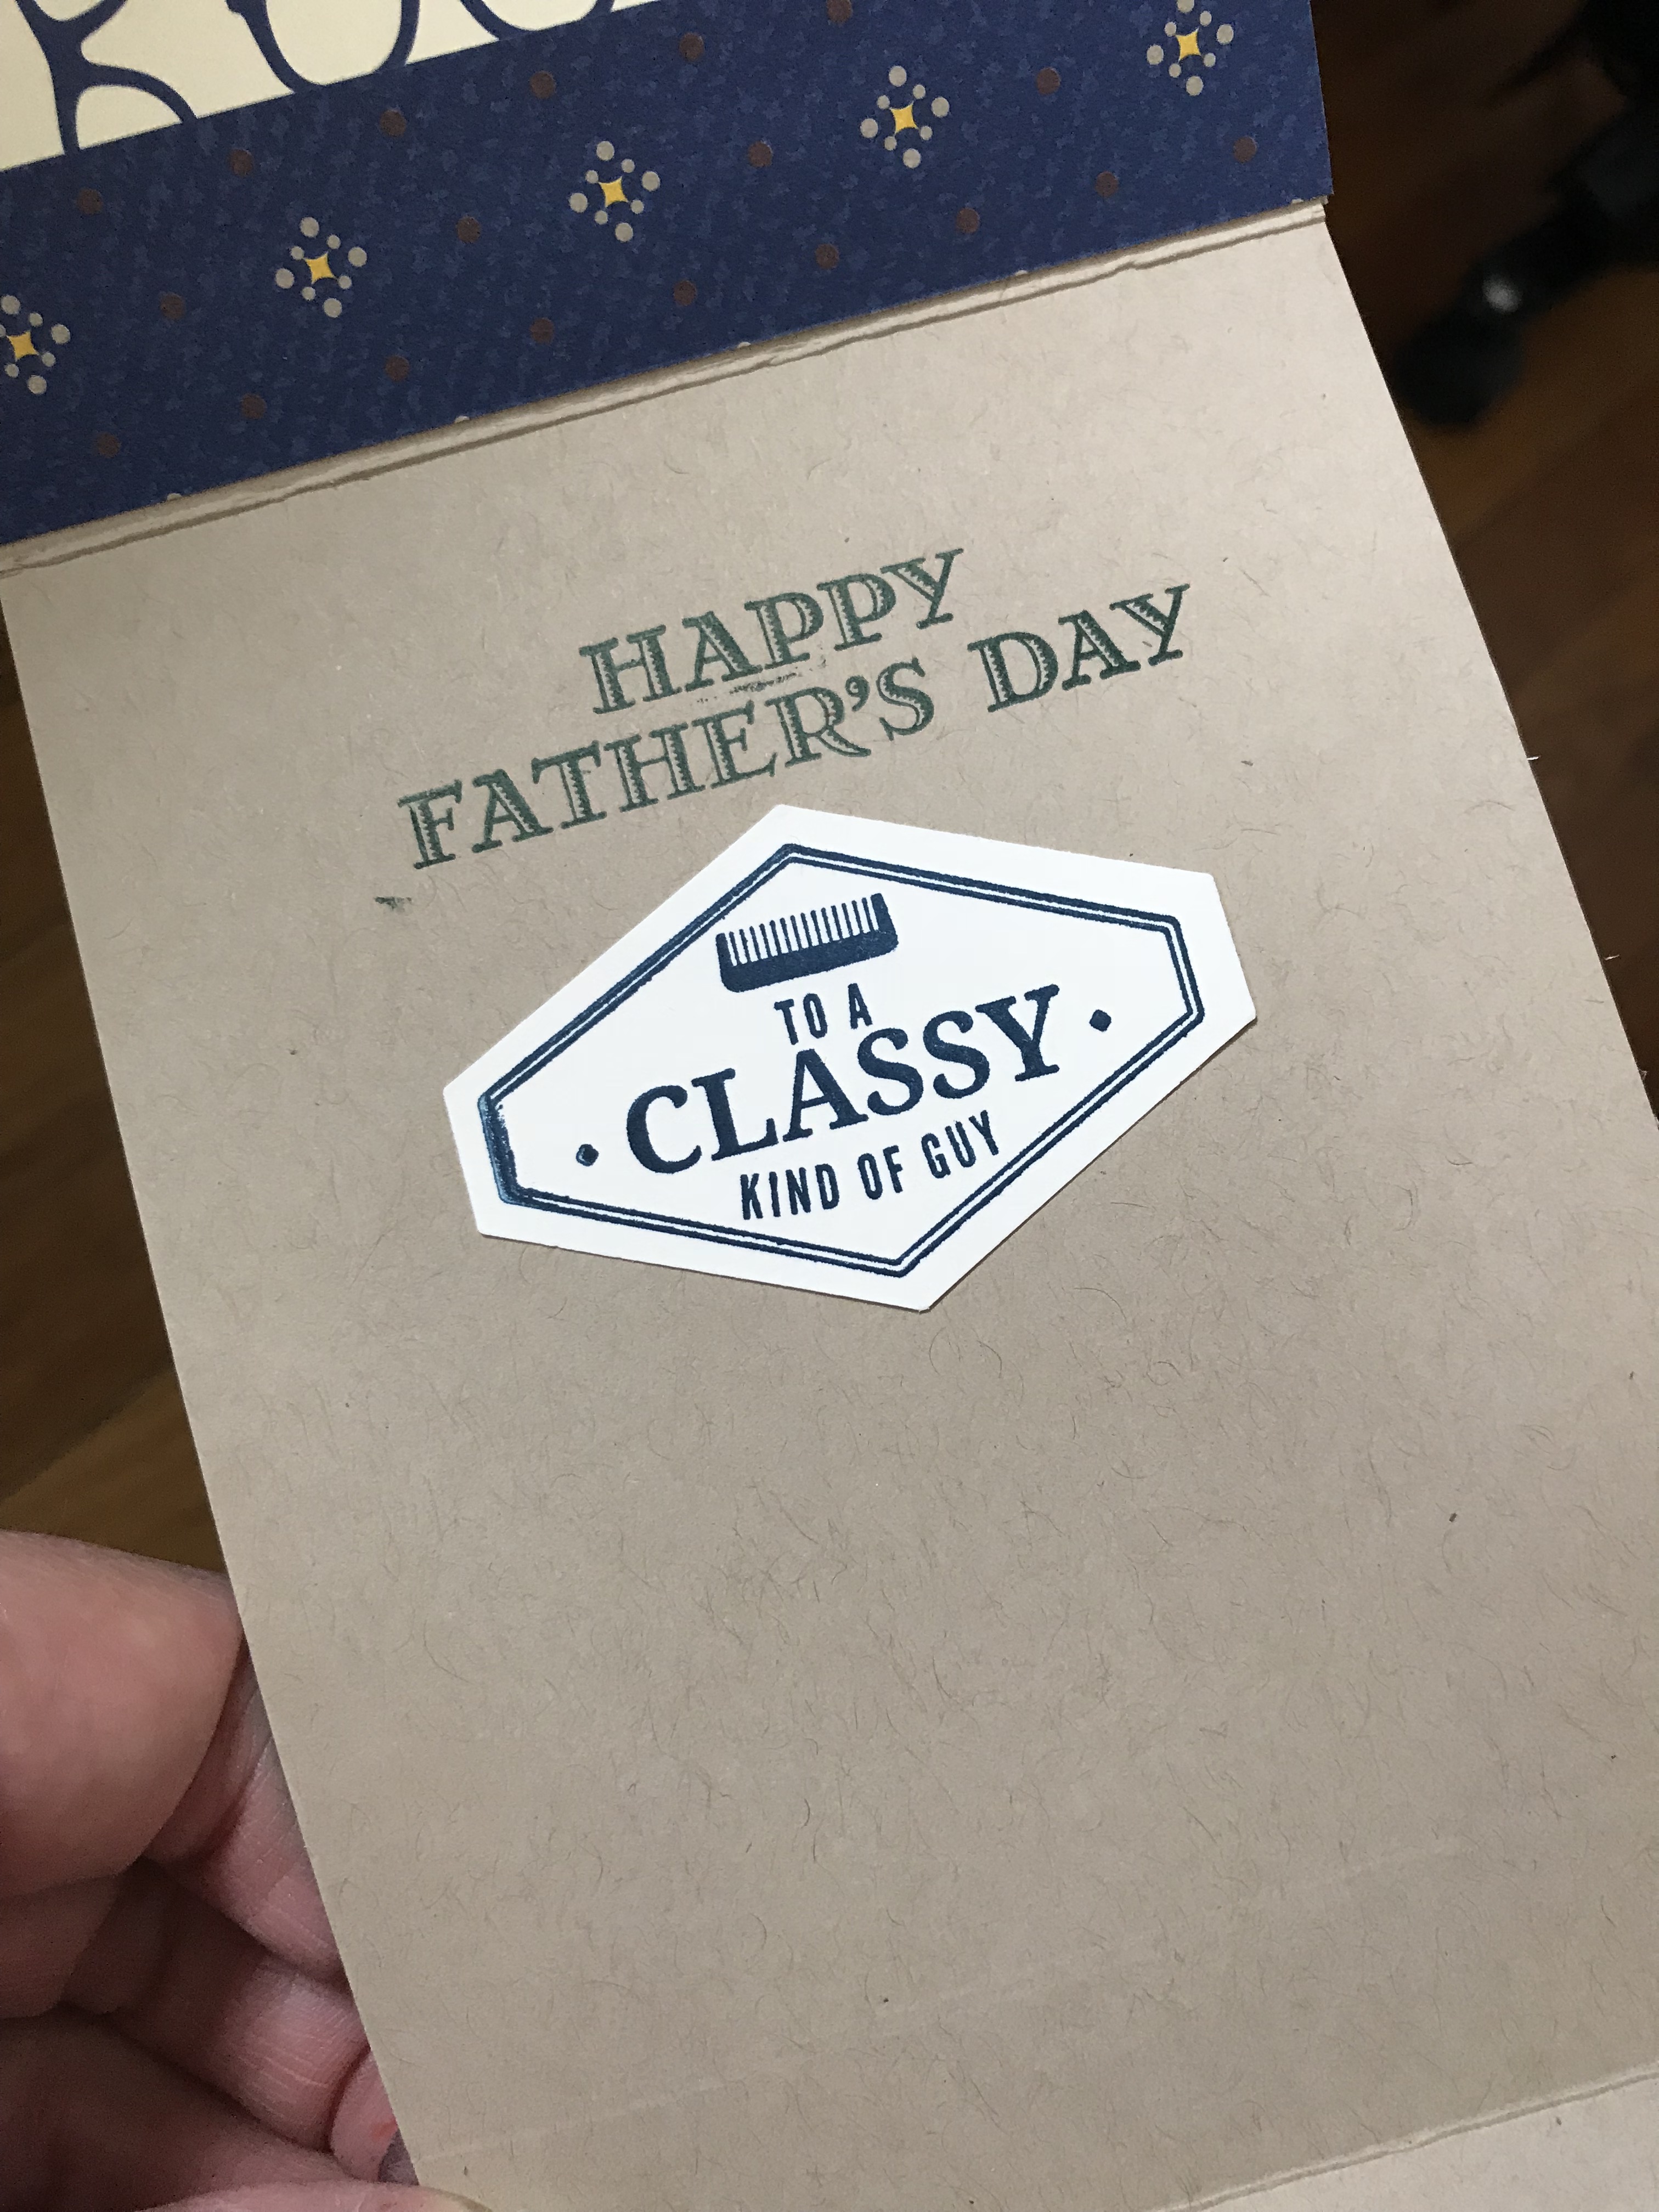 HAPPY
FATHER'S DAY
TO A
CLASSY
KIND OF GUY